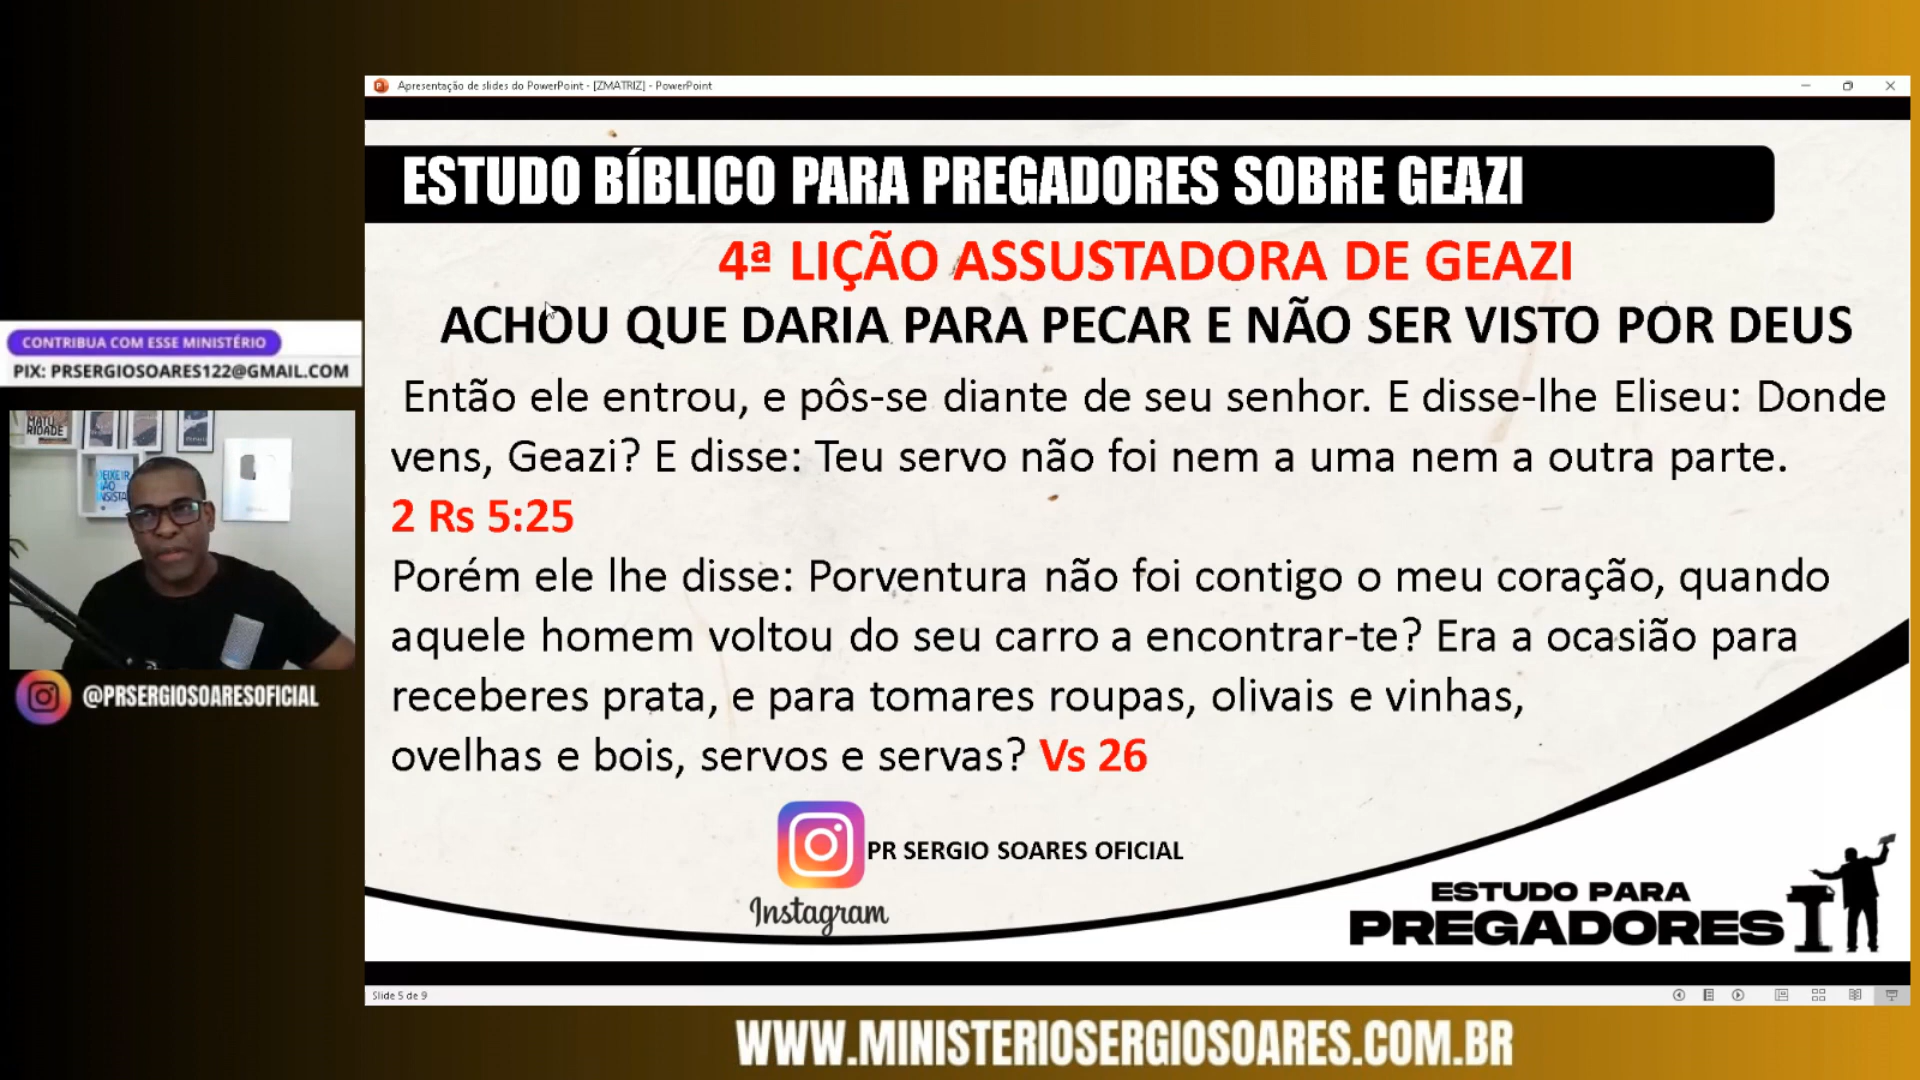 Apresentação de slides do PowerPoint - [ZMATRIZ] - PowerPoint
ESTUDO BÍBLICO PARA PREGADORES SOBRE GEAZI
4ª LIÇÃO ASSUSTADORA DE GEAZI
ACHOU QUE DARIA PARA PECAR E NÃO SER VISTO POR DEUS
Então ele entrou, e pôs-se diante de seu senhor. E disse-lhe Eliseu: Donde
vens, Geazi? E disse: Teu servo não foi nem a uma nem a outra parte.
2 Rs 5:25
Porém ele lhe disse: Porventura não foi contigo o meu coração, quando
aquele homem voltou do seu carro a encontrar-te? Era a ocasião para
receberes prata, e para tomares roupas, olivais e vinhas,
ovelhas e bois, servos e servas? Vs 26
PR SERGIO SOARES OFICIAL
Instagram
ESTUDO PARA
PREGADORES
Slide 5 de 9
CONTRIBUA COM ESSE MINISTÉRIO
PIX: PRSERGIOSOARES122@GMAIL.COM
MATU
RIDADE
@PRSERGIOSOARESOFICIAL
WWW.MINISTERIOSERGIOSOARES.COM.BR